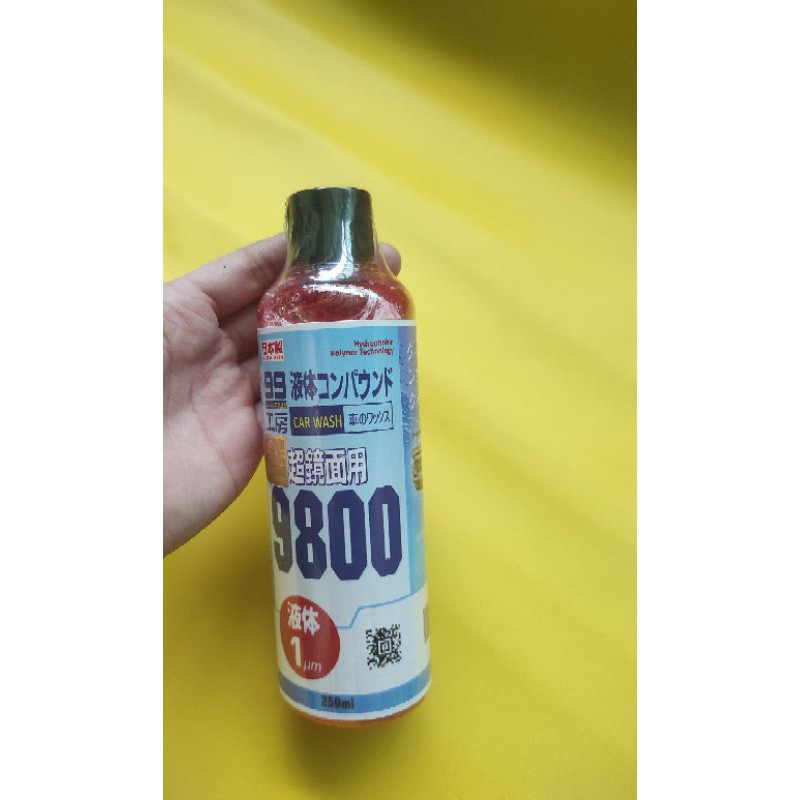 日本製
Hydrophobic
Polymer Technology
99
工房
液体コンパウンド
CAR WASH
車のワックス
超鏡面用
9800
液体
1μm
250ml